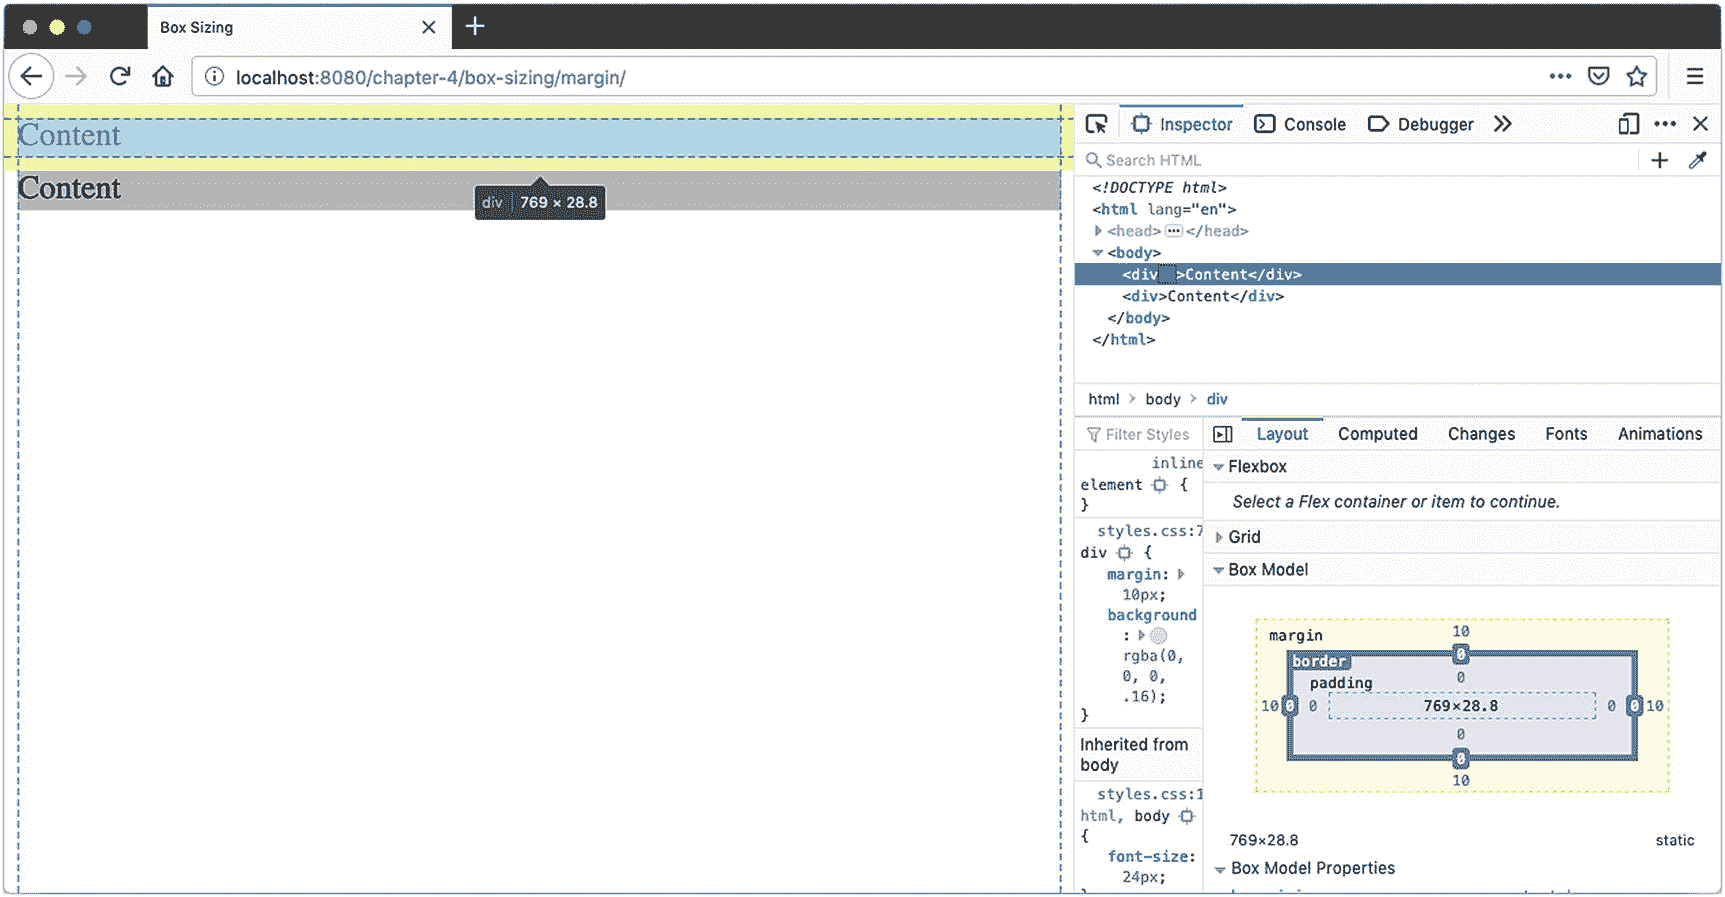 Box Sizing
localhost:8080/chapter-4/box-sizing/margin/
Content
Content
div 769 × 28.8
Inspector Console Debugger
Search HTML
<!DOCTYPE html>
<html lang="en">
<head> ••• </head>
<body>
<div >Content</div>
<div>Content</div>
</body>
</html>
html > body > div
Filter Styles
inline
element {
}
styles.css:7
div {
margin:
10px;
background
:
rgba(0,
0, 0,
.16);
}
Inherited from
body
styles.css:1
html, body
{
font-size:
24px;
Layout Computed Changes Fonts Animations
Flexbox
Select a Flex container or item to continue.
Grid
Box Model
margin 10
border 0
padding 0
10 0 0 769×28.8 0 0 10
0
0
10
769×28.8 static
Box Model Properties